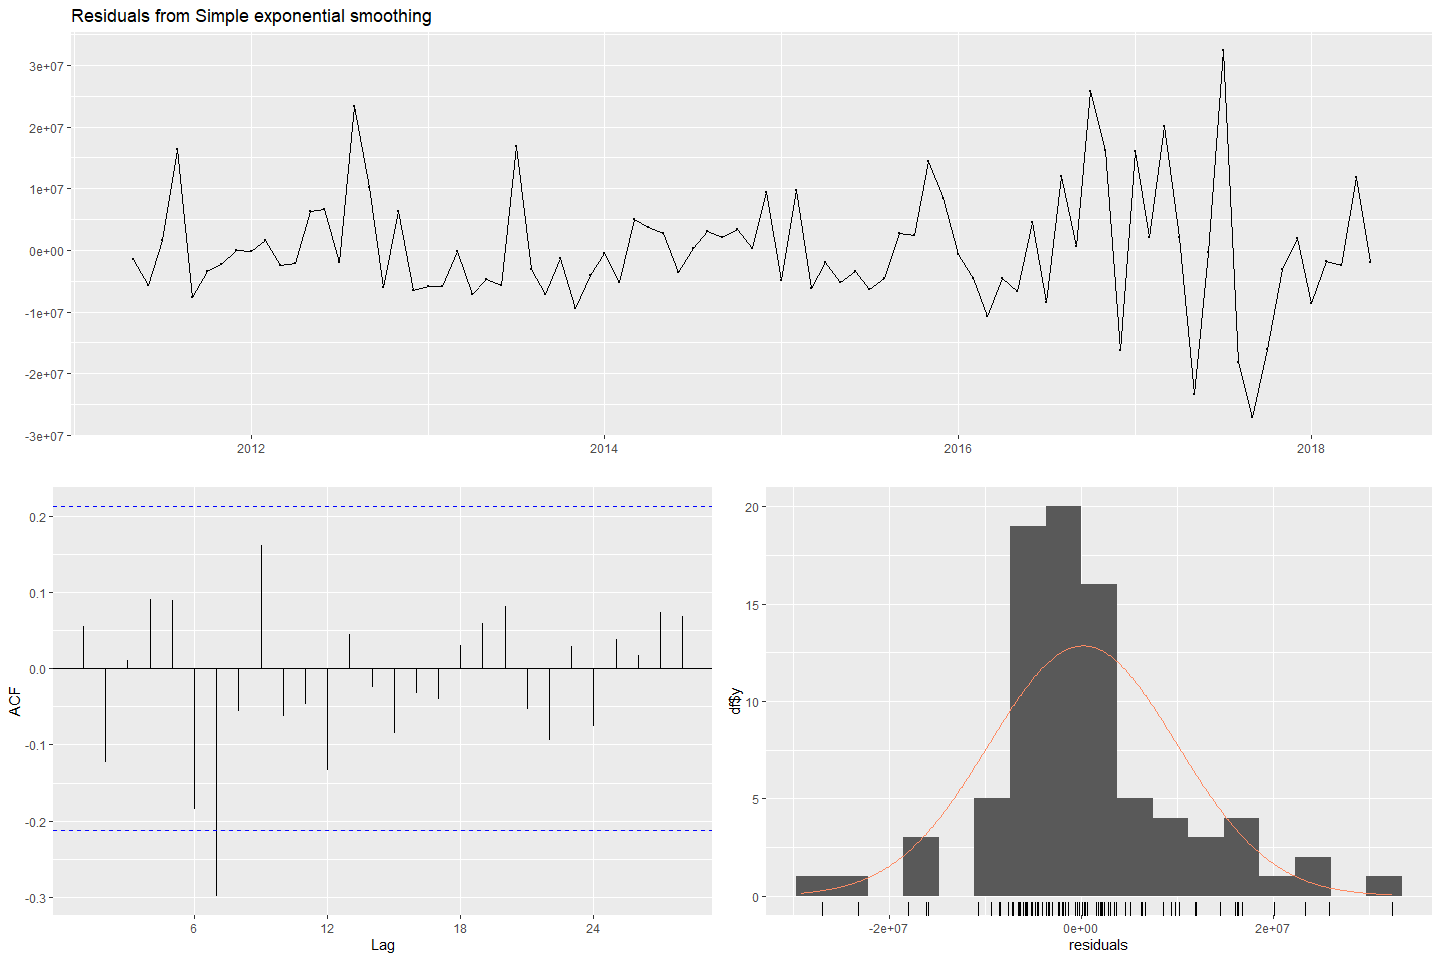 Residuals from Simple exponential smoothing
3e+07
2e+07
1e+07
0e+00
-1e+07
-2e+07
-3e+07
2012
2014
2016
2018
0.2
0.1
0.0
-0.1
-0.2
-0.3
ACF
6
12
18
24
Lag
20
15
10
5
0
df$y
-2e+07
0e+00
2e+07
residuals